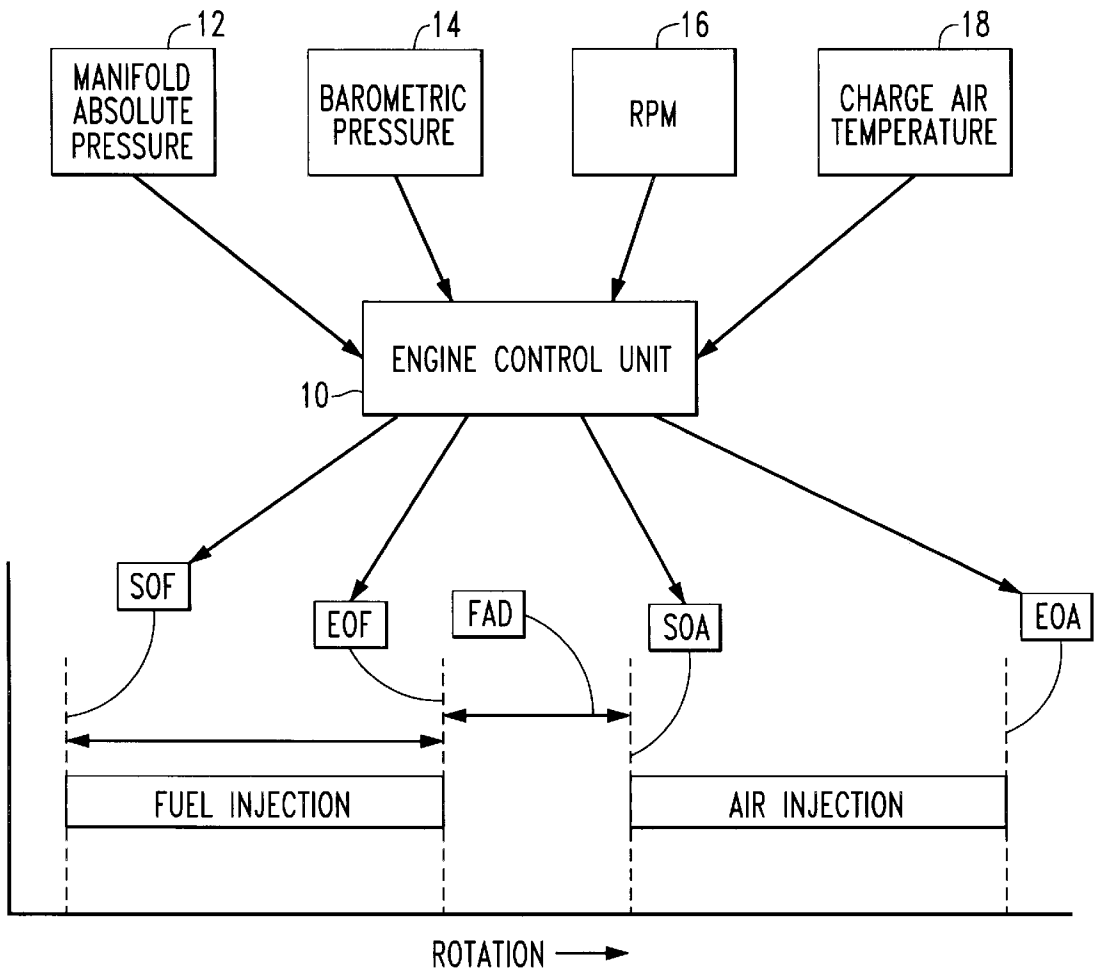 12
14
16
18
MANIFOLD
ABSOLUTE
PRESSURE
BAROMETRIC
PRESSURE
RPM
CHARGE AIR
TEMPERATURE
ENGINE CONTROL UNIT
10
SOF
EOF
FAD
SOA
EOA
FUEL INJECTION
AIR INJECTION
ROTATION